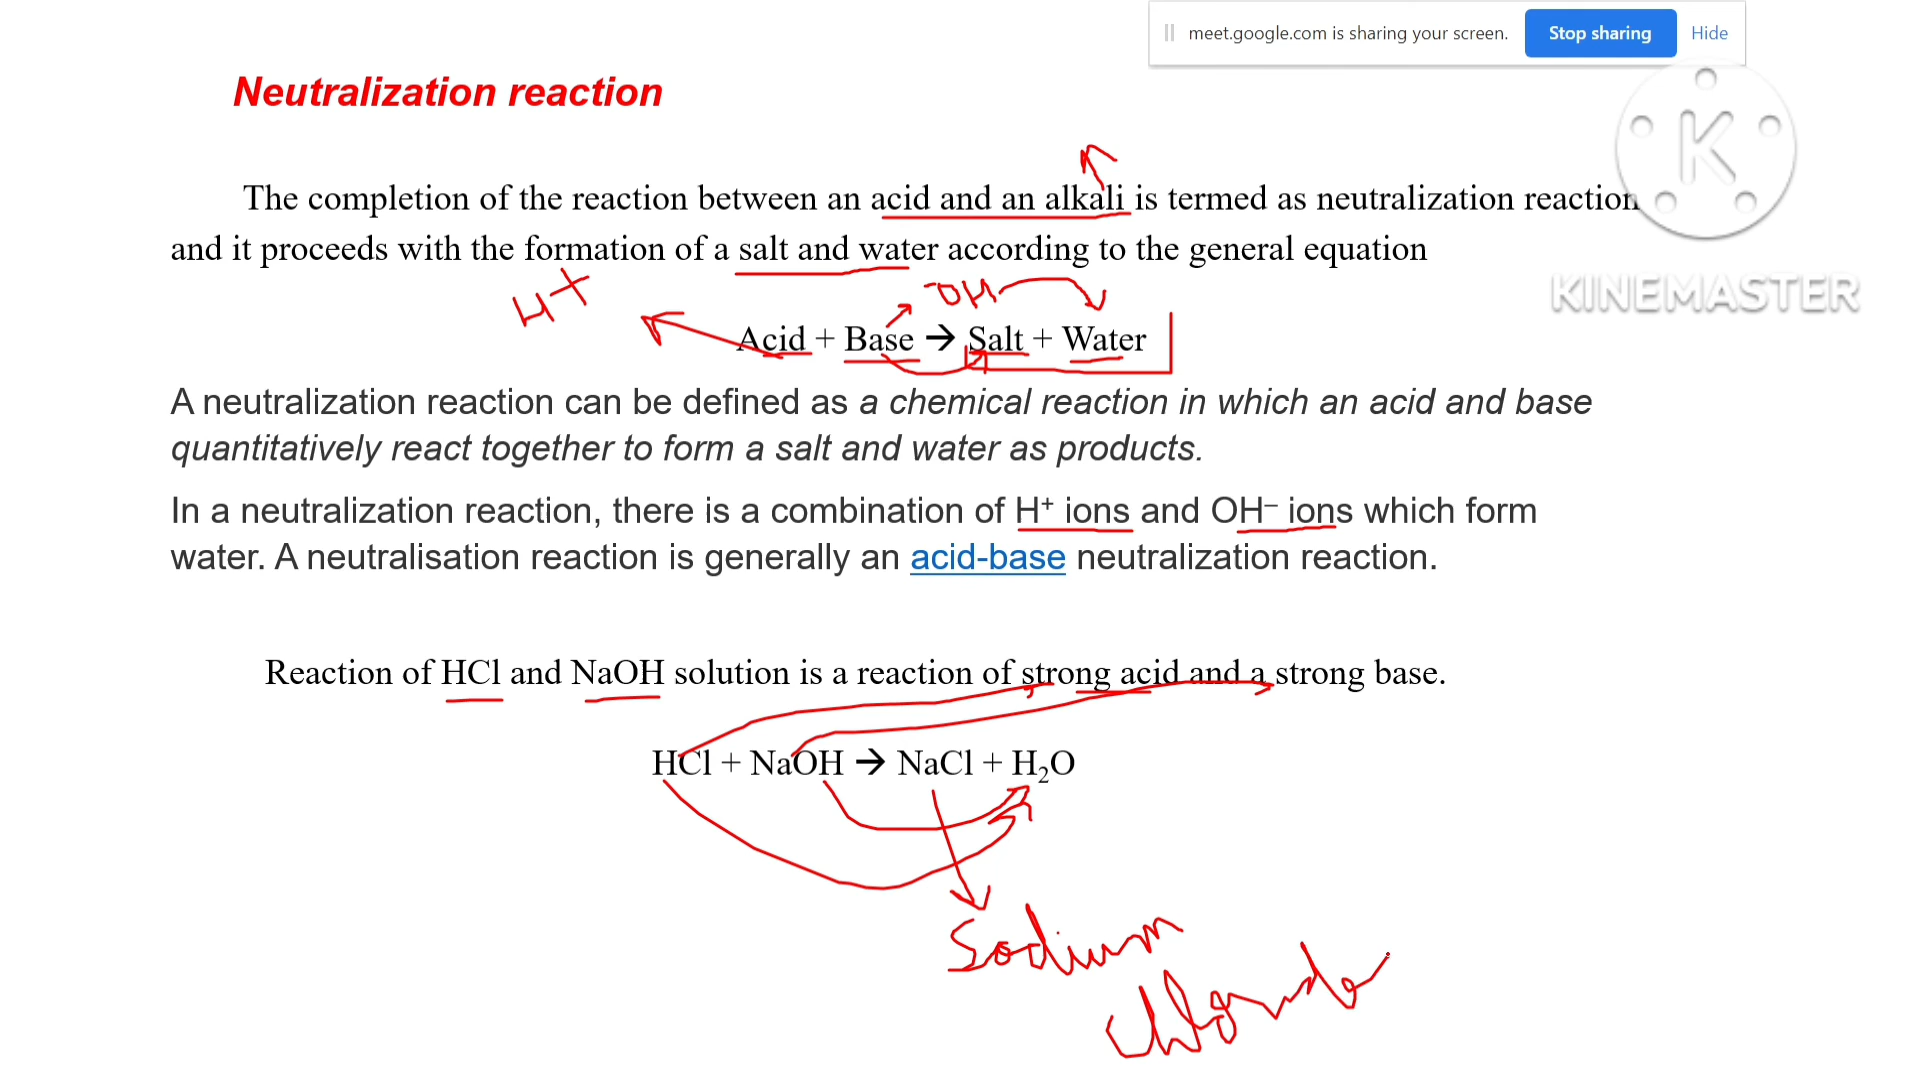 meet.google.com is sharing your screen. Stop sharing Hide
Neutralization reaction
K
The completion of the reaction between an acid and an alkali is termed as neutralization reaction
and it proceeds with the formation of a salt and water according to the general equation
KINEMASTER
H+
-OH
Acid + Base → Salt + Water
A neutralization reaction can be defined as a chemical reaction in which an acid and base
quantitatively react together to form a salt and water as products.
In a neutralization reaction, there is a combination of H⁺ ions and OH⁻ ions which form
water. A neutralisation reaction is generally an acid-base neutralization reaction.
Reaction of HCl and NaOH solution is a reaction of strong acid and a strong base.
HCl + NaOH → NaCl + H₂O
Sodium
Chloride